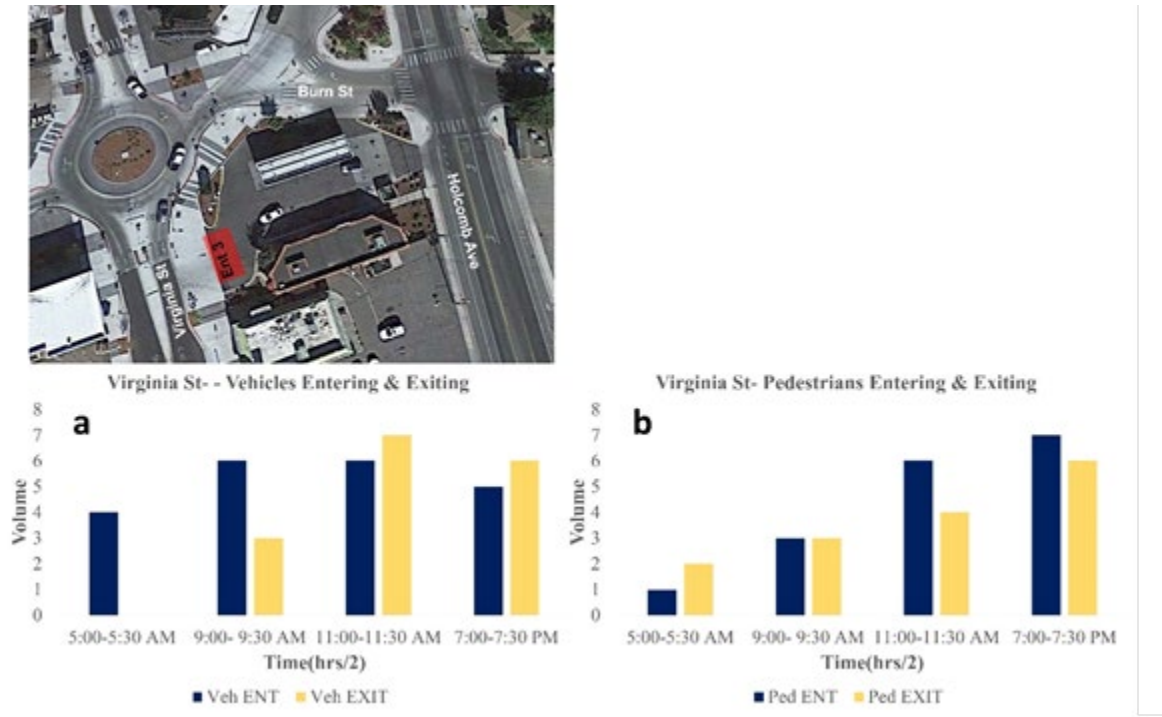 Burn St
Holcomb Ave
Ent 3
Virginia St
Virginia St- - Vehicles Entering & Exiting
a
8
7
6
5
4
3
2
1
0
Volume
5:00-5:30 AM 9:00- 9:30 AM 11:00-11:30 AM 7:00-7:30 PM
Time(hrs/2)
Veh ENT Veh EXIT
Virginia St- Pedestrians Entering & Exiting
b
8
7
6
5
4
3
2
1
0
Volume
5:00-5:30 AM 9:00- 9:30 AM 11:00-11:30 AM 7:00-7:30 PM
Time(hrs/2)
Ped ENT Ped EXIT